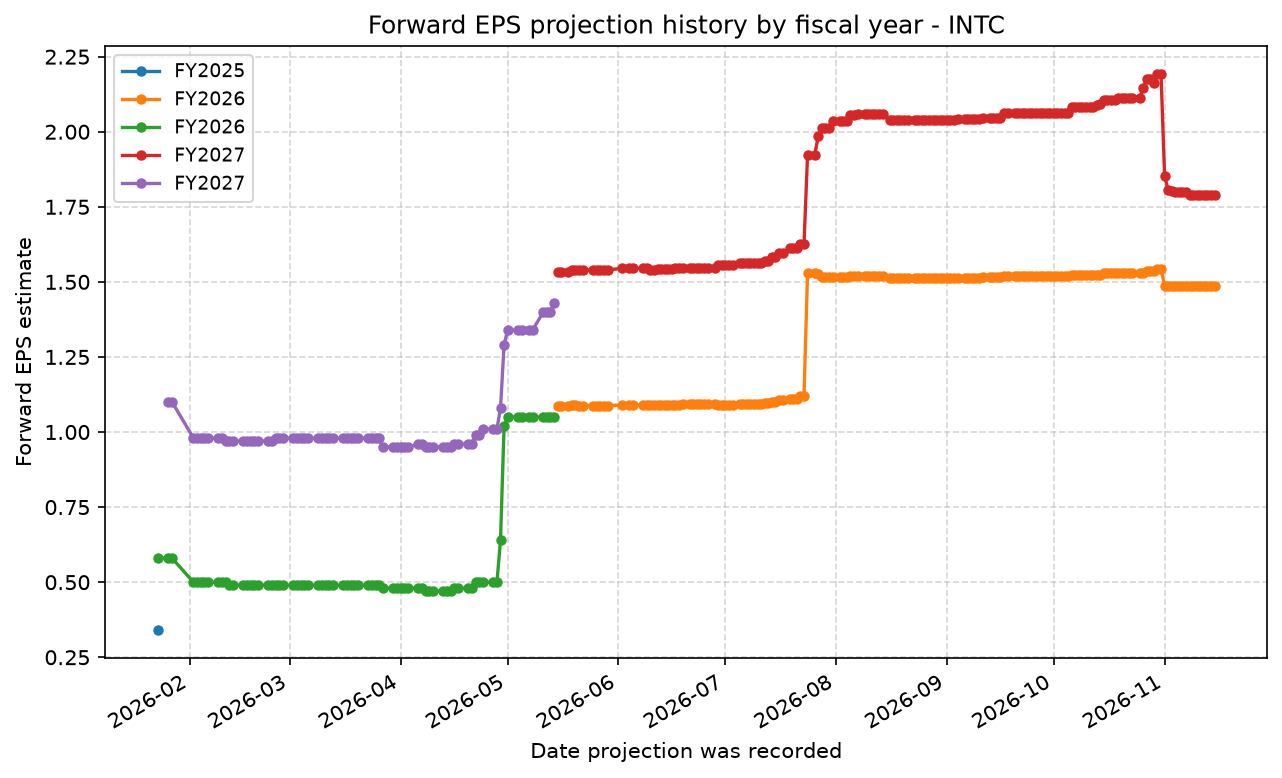 Forward EPS projection history by fiscal year - INTC
FY2025
FY2026
FY2026
FY2027
FY2027
2.25
2.00
1.75
1.50
1.25
1.00
0.75
0.50
0.25
Forward EPS estimate
2026-02
2026-03
2026-04
2026-05
2026-06
2026-07
2026-08
2026-09
2026-10
2026-11
Date projection was recorded